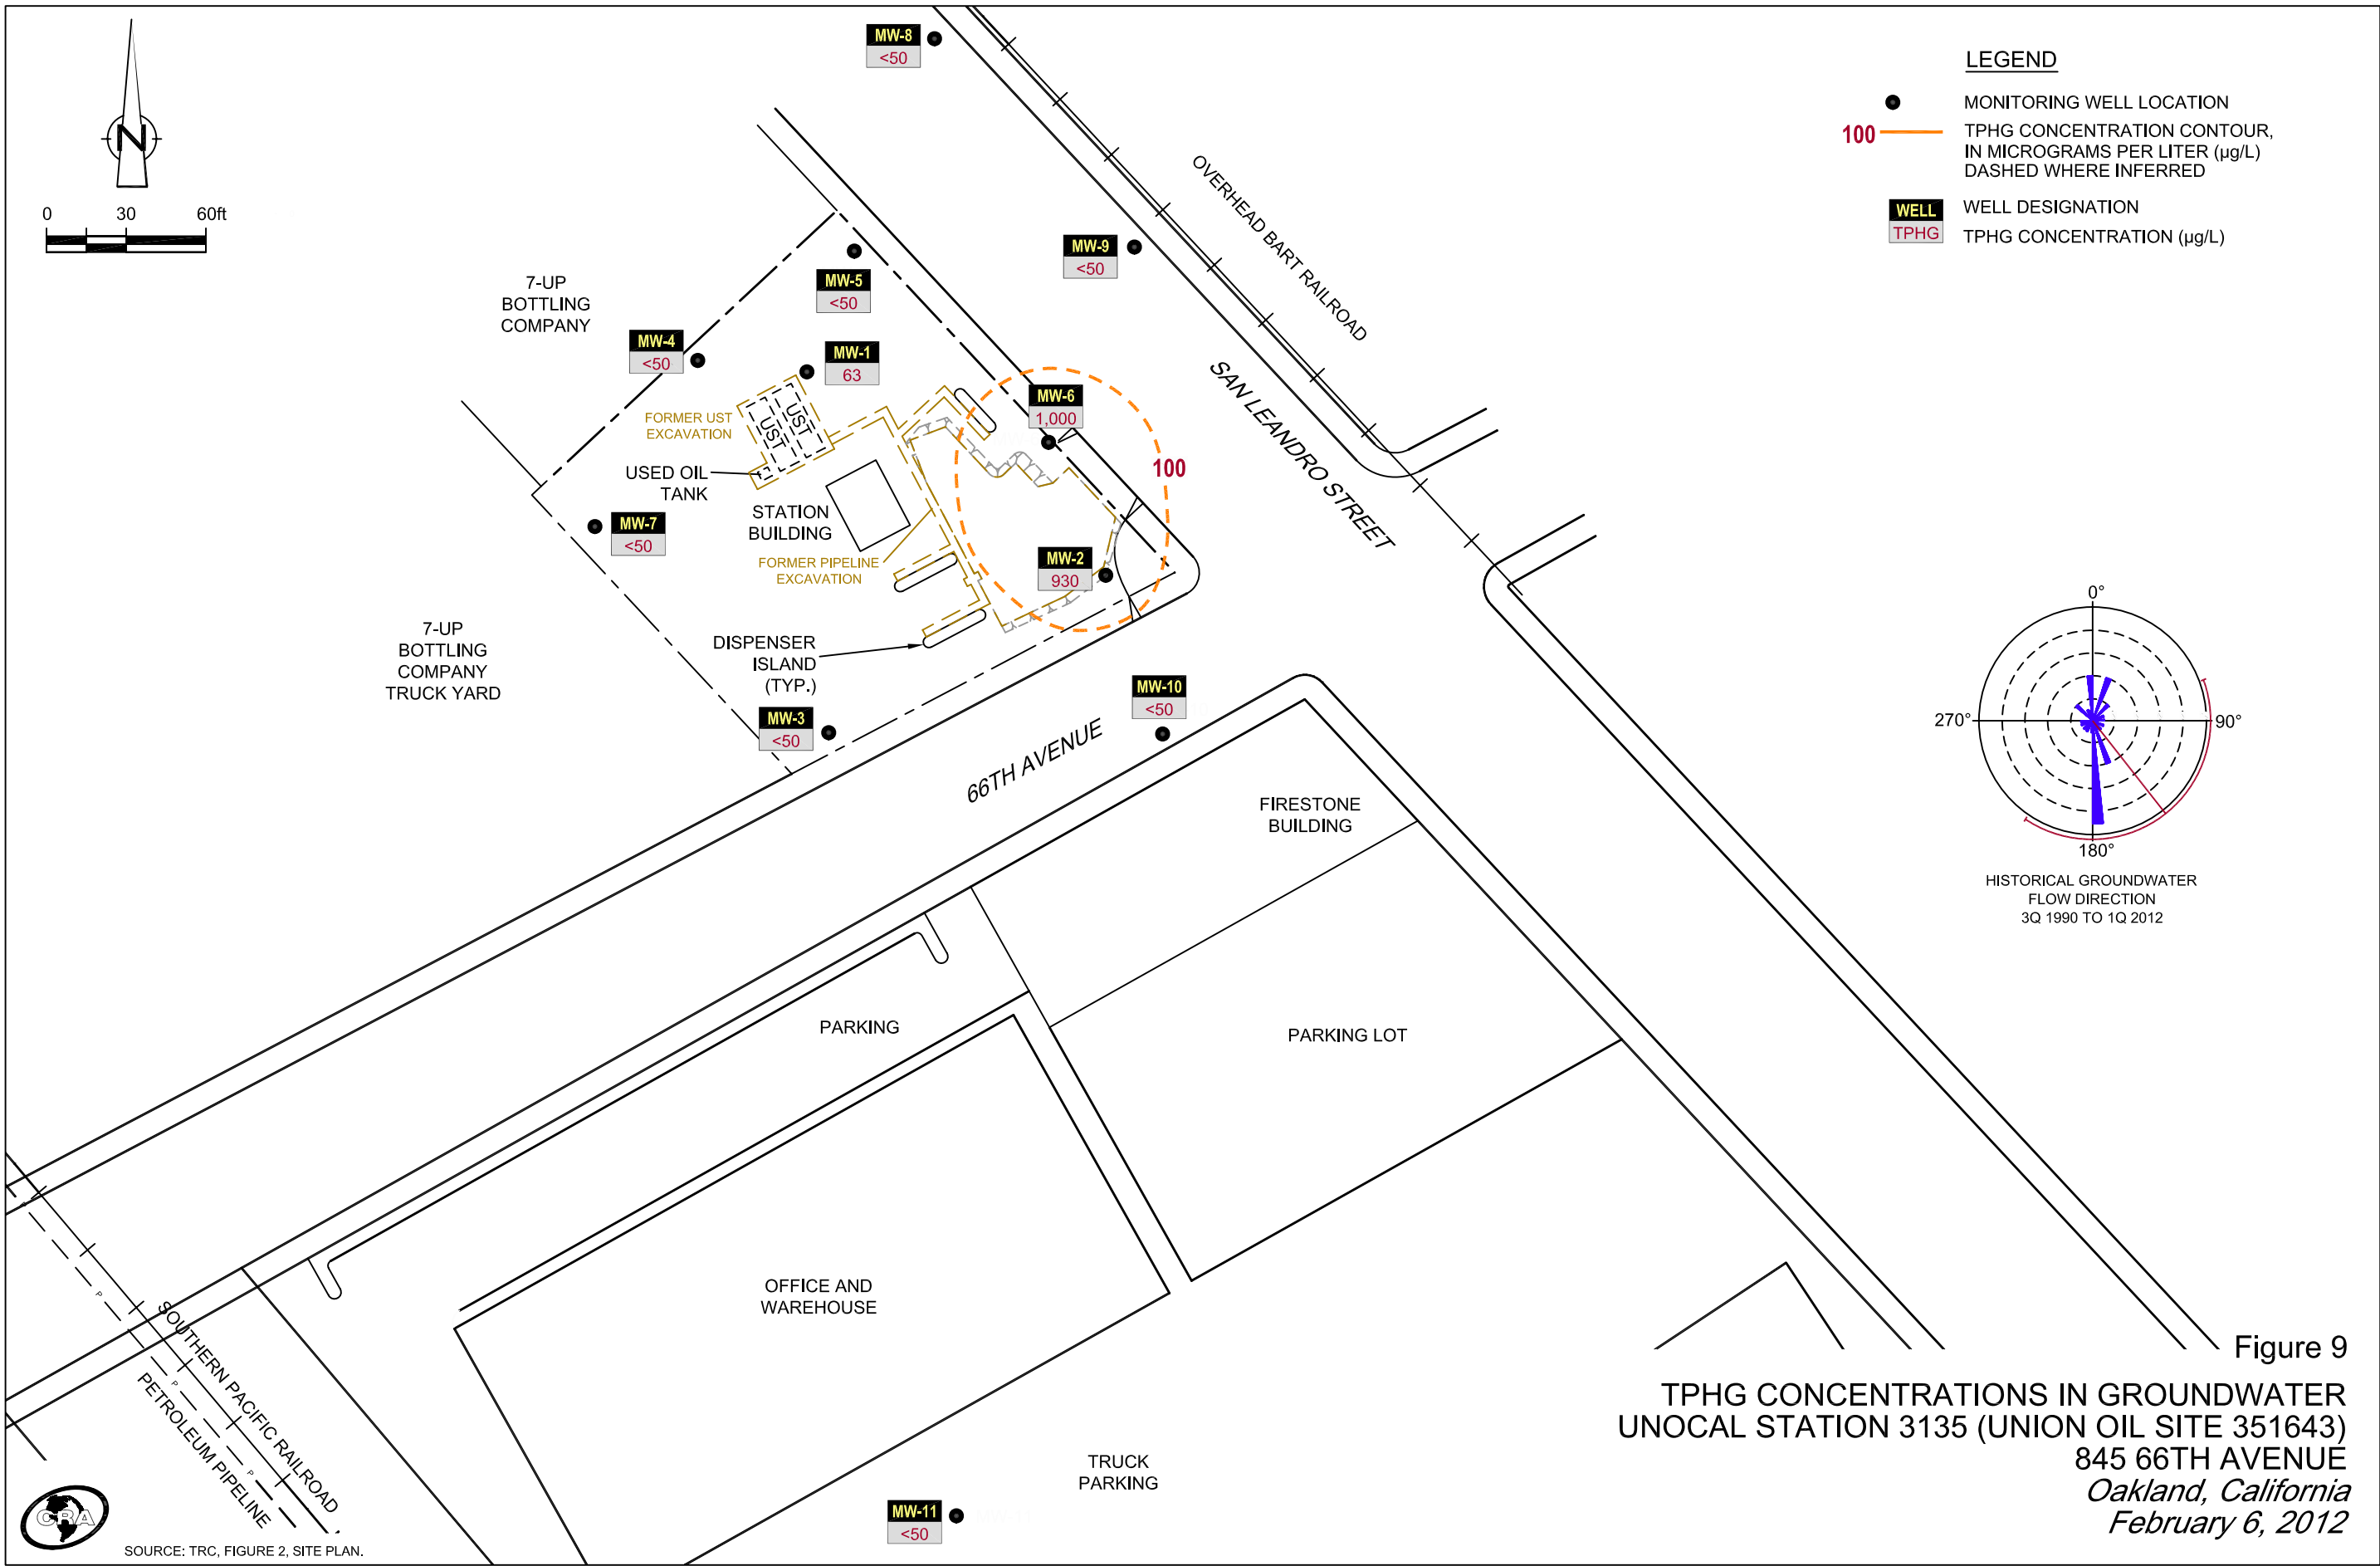 N
0 30 60ft
MW-8
<50
LEGEND
MONITORING WELL LOCATION
100
TPHG CONCENTRATION CONTOUR,
IN MICROGRAMS PER LITER (µg/L)
DASHED WHERE INFERRED
WELL
TPHG
WELL DESIGNATION
TPHG CONCENTRATION (µg/L)
OVERHEAD BART RAILROAD
MW-9
<50
7-UP
BOTTLING
COMPANY
MW-5
<50
MW-4
<50
MW-1
63
FORMER UST
EXCAVATION
UST
UST
USED OIL
TANK
MW-6
1,000
100
SAN LEANDRO STREET
STATION
BUILDING
MW-7
<50
FORMER PIPELINE
EXCAVATION
MW-2
930
7-UP
BOTTLING
COMPANY
TRUCK YARD
DISPENSER
ISLAND
(TYP.)
MW-3
<50
MW-10
<50
66TH AVENUE
FIRESTONE
BUILDING
0°
270°
90°
180°
HISTORICAL GROUNDWATER
FLOW DIRECTION
3Q 1990 TO 1Q 2012
PARKING
PARKING LOT
OFFICE AND
WAREHOUSE
SOUTHERN PACIFIC RAILROAD
P
P
P
PETROLEUM PIPELINE
TRUCK
PARKING
MW-11
<50
CRA
SOURCE: TRC, FIGURE 2, SITE PLAN.
Figure 9
TPHG CONCENTRATIONS IN GROUNDWATER
UNOCAL STATION 3135 (UNION OIL SITE 351643)
845 66TH AVENUE
Oakland, California
February 6, 2012